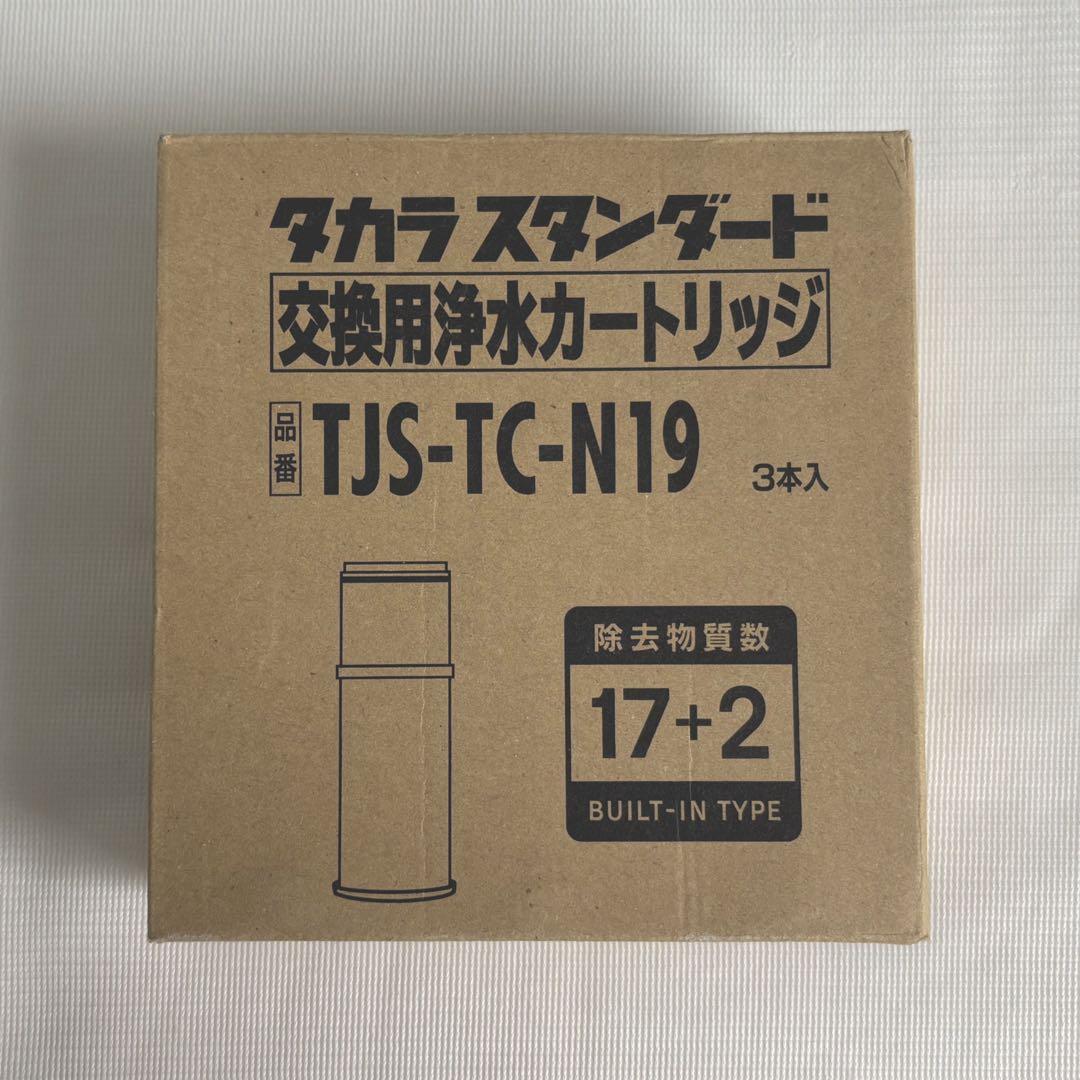 タカラスタンダード
交換用浄水カートリッジ
品番 TJS-TC-N19 3本入
除去物質数
17+2
BUILT-IN TYPE